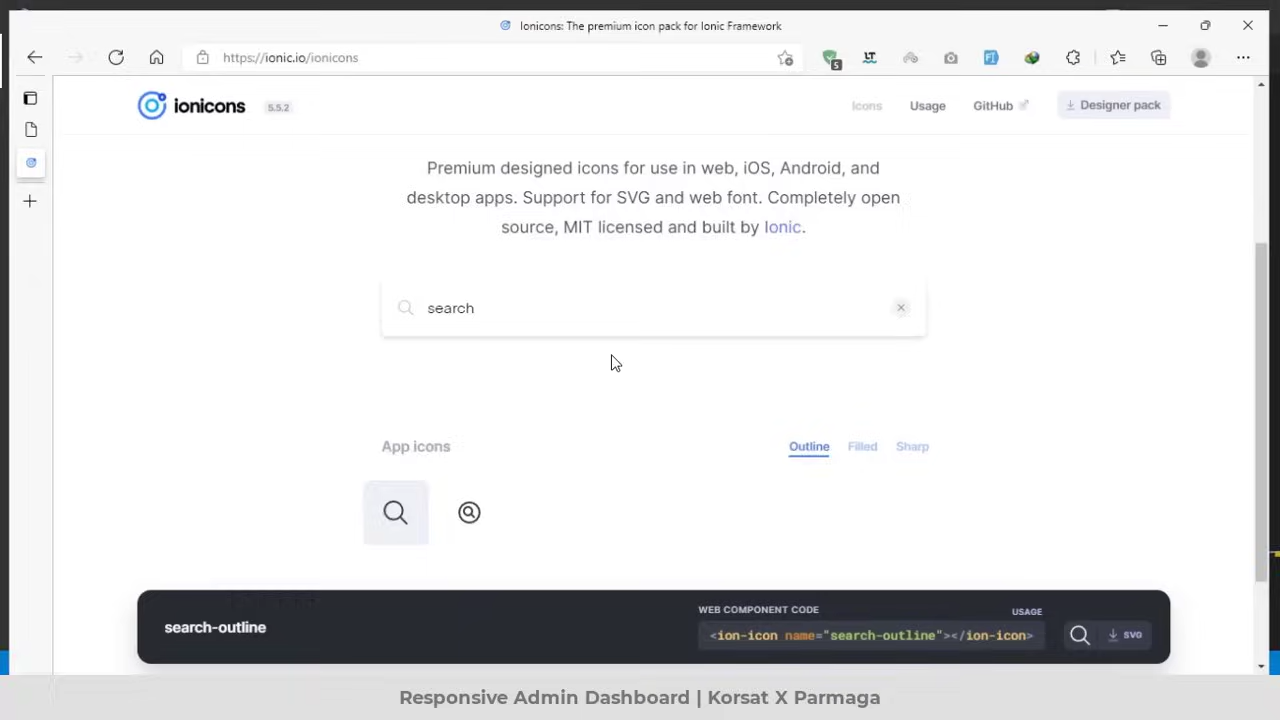 Ionicons: The premium icon pack for Ionic Framework
https://ionic.io/ionicons
5
ionicons
5.5.2
Icons
Usage
GitHub
Designer pack
Premium designed icons for use in web, iOS, Android, and
desktop apps. Support for SVG and web font. Completely open
source, MIT licensed and built by Ionic.
search
App icons
Outline
Filled
Sharp
search-outline
WEB COMPONENT CODE
USAGE
<ion-icon name="search-outline"></ion-icon>
SVG
Responsive Admin Dashboard | Korsat X Parmaga